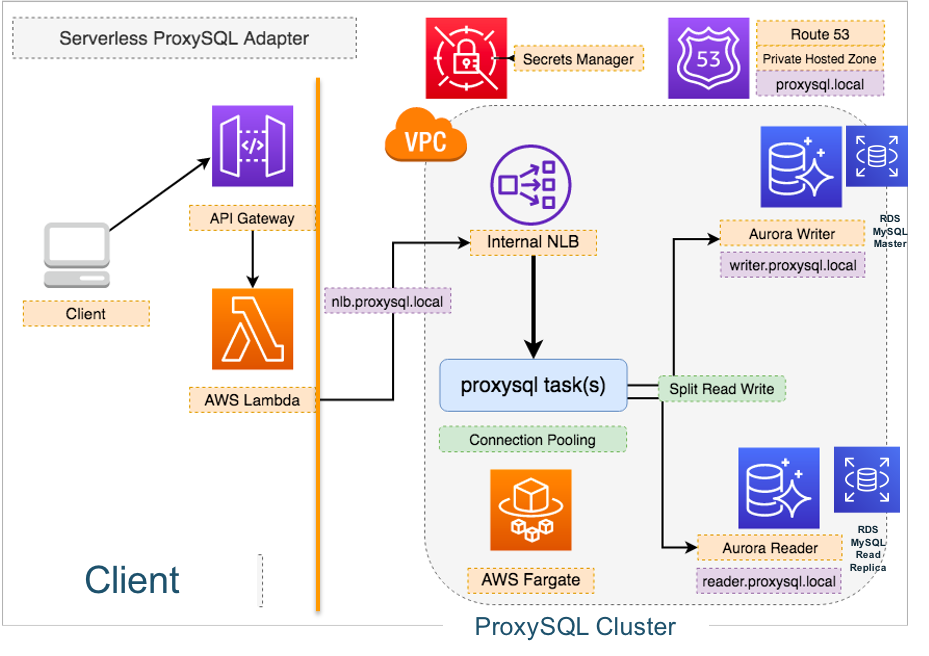 Serverless ProxySQL Adapter
Secrets Manager
53
Route 53
Private Hosted Zone
proxysql.local
VPC
</>
API Gateway
Internal NLB
Aurora Writer
writer.proxysql.local
RDS
MySQL
Master
Client
nlb.proxysql.local
AWS Lambda
proxysql task(s)
Split Read Write
Connection Pooling
Aurora Reader
reader.proxysql.local
RDS
MySQL
Read
Replica
AWS Fargate
Client
ProxySQL Cluster